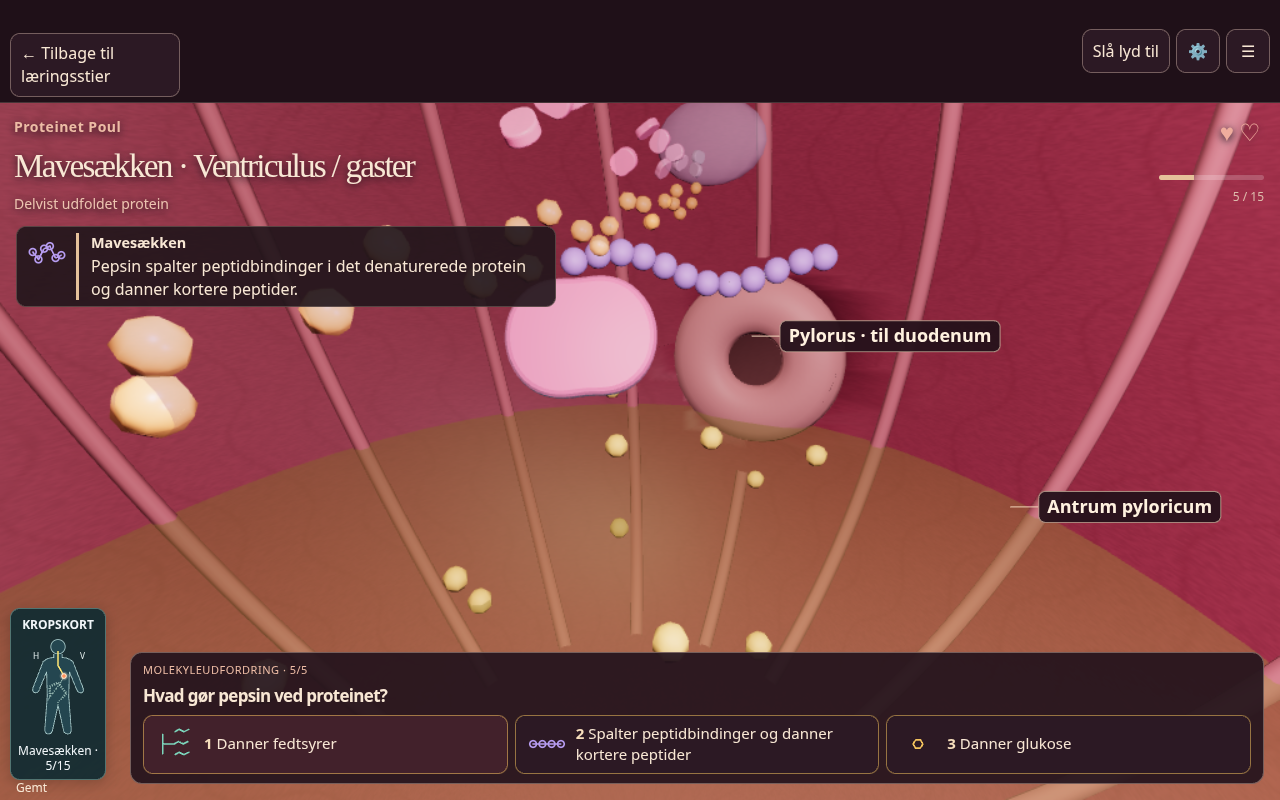 ← Tilbage til
læringsstier
Slå lyd til
Proteinet Poul
Mavesækken · Ventriculus / gaster
Delvist udfoldet protein
5 / 15
Mavesækken
Pepsin spalter peptidbindinger i det denaturerede protein
og danner kortere peptider.
Pylorus · til duodenum
Antrum pyloricum
KROPSKORT
H V
Mavesækken ·
5/15
Gemt
MOLEKYLEUDFORDRING · 5/5
Hvad gør pepsin ved proteinet?
1 Danner fedtsyrer
2 Spalter peptidbindinger og danner
kortere peptider
3 Danner glukose